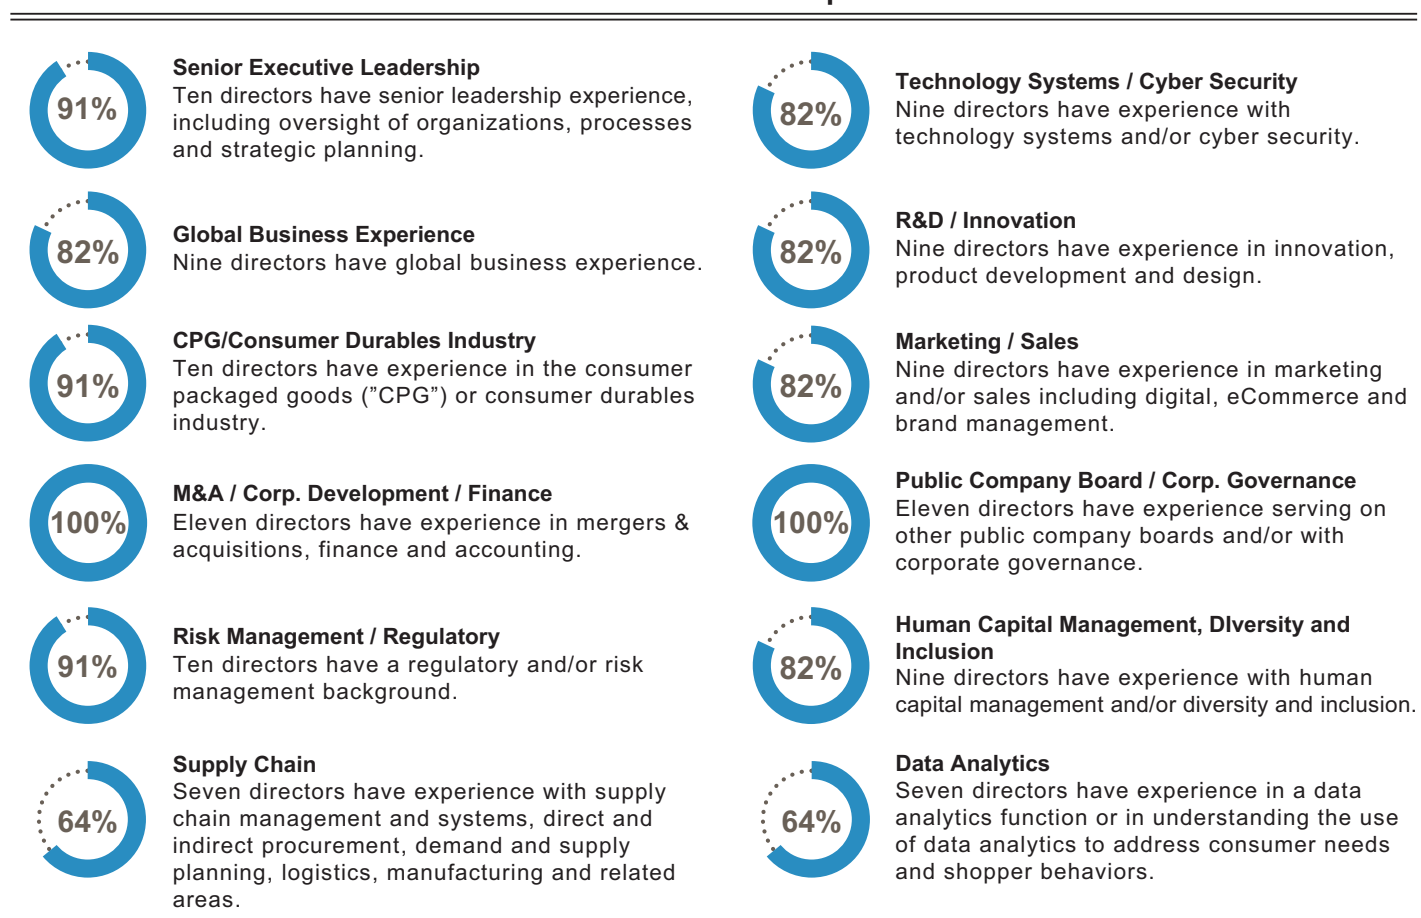 91%
Senior Executive Leadership
Ten directors have senior leadership experience,
including oversight of organizations, processes
and strategic planning.
82%
Global Business Experience
Nine directors have global business experience.
91%
CPG/Consumer Durables Industry
Ten directors have experience in the consumer
packaged goods (”CPG”) or consumer durables
industry.
100%
M&A / Corp. Development / Finance
Eleven directors have experience in mergers &
acquisitions, finance and accounting.
91%
Risk Management / Regulatory
Ten directors have a regulatory and/or risk
management background.
64%
Supply Chain
Seven directors have experience with supply
chain management and systems, direct and
indirect procurement, demand and supply
planning, logistics, manufacturing and related
areas.
82%
Technology Systems / Cyber Security
Nine directors have experience with
technology systems and/or cyber security.
82%
R&D / Innovation
Nine directors have experience in innovation,
product development and design.
82%
Marketing / Sales
Nine directors have experience in marketing
and/or sales including digital, eCommerce and
brand management.
100%
Public Company Board / Corp. Governance
Eleven directors have experience serving on
other public company boards and/or with
corporate governance.
82%
Human Capital Management, DIversity and
Inclusion
Nine directors have experience with human
capital management and/or diversity and inclusion.
64%
Data Analytics
Seven directors have experience in a data
analytics function or in understanding the use
of data analytics to address consumer needs
and shopper behaviors.